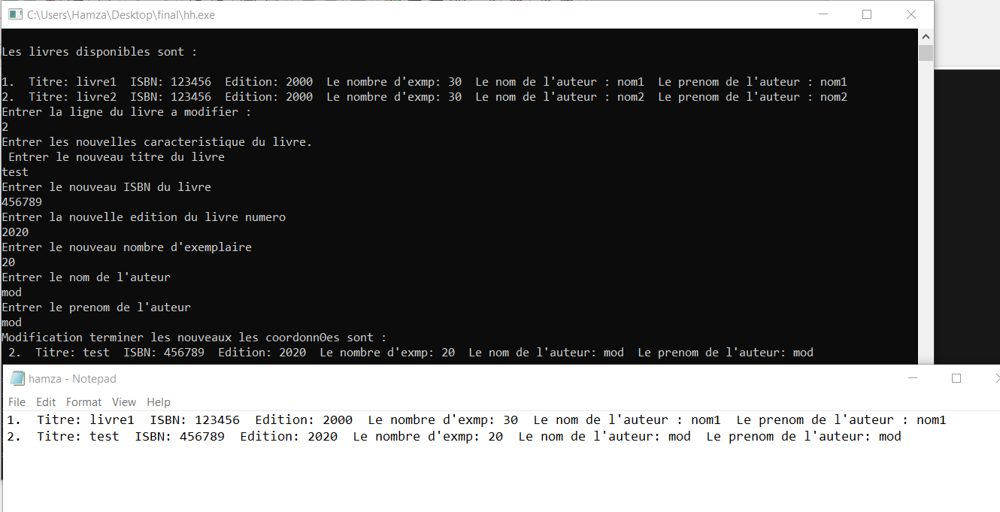 C:\Users\Hamza\Desktop\final\hh.exe
Les livres disponibles sont :
1.  Titre: livre1  ISBN: 123456  Edition: 2000  Le nombre d'exmp: 30  Le nom de l'auteur : nom1  Le prenom de l'auteur : nom1
2.  Titre: livre2  ISBN: 123456  Edition: 2000  Le nombre d'exmp: 30  Le nom de l'auteur : nom2  Le prenom de l'auteur : nom2
Entrer la ligne du livre a modifier :
2
Entrer les nouvelles caracteristique du livre.
 Entrer le nouveau titre du livre
test
Entrer le nouveau ISBN du livre
456789
Entrer la nouvelle edition du livre numero
2020
Entrer le nouveau nombre d'exemplaire
20
Entrer le nom de l'auteur
mod
Entrer le prenom de l'auteur
mod
Modification terminer les nouveaux les coordonnΘes sont :
 2.  Titre: test  ISBN: 456789  Edition: 2020  Le nombre d'exmp: 20  Le nom de l'auteur: mod  Le prenom de l'auteur: mod
hamza - Notepad
File  Edit  Format  View  Help
1.  Titre: livre1  ISBN: 123456  Edition: 2000  Le nombre d'exmp: 30  Le nom de l'auteur : nom1  Le prenom de l'auteur : nom1
2.  Titre: test  ISBN: 456789  Edition: 2020  Le nombre d'exmp: 20  Le nom de l'auteur: mod  Le prenom de l'auteur: mod